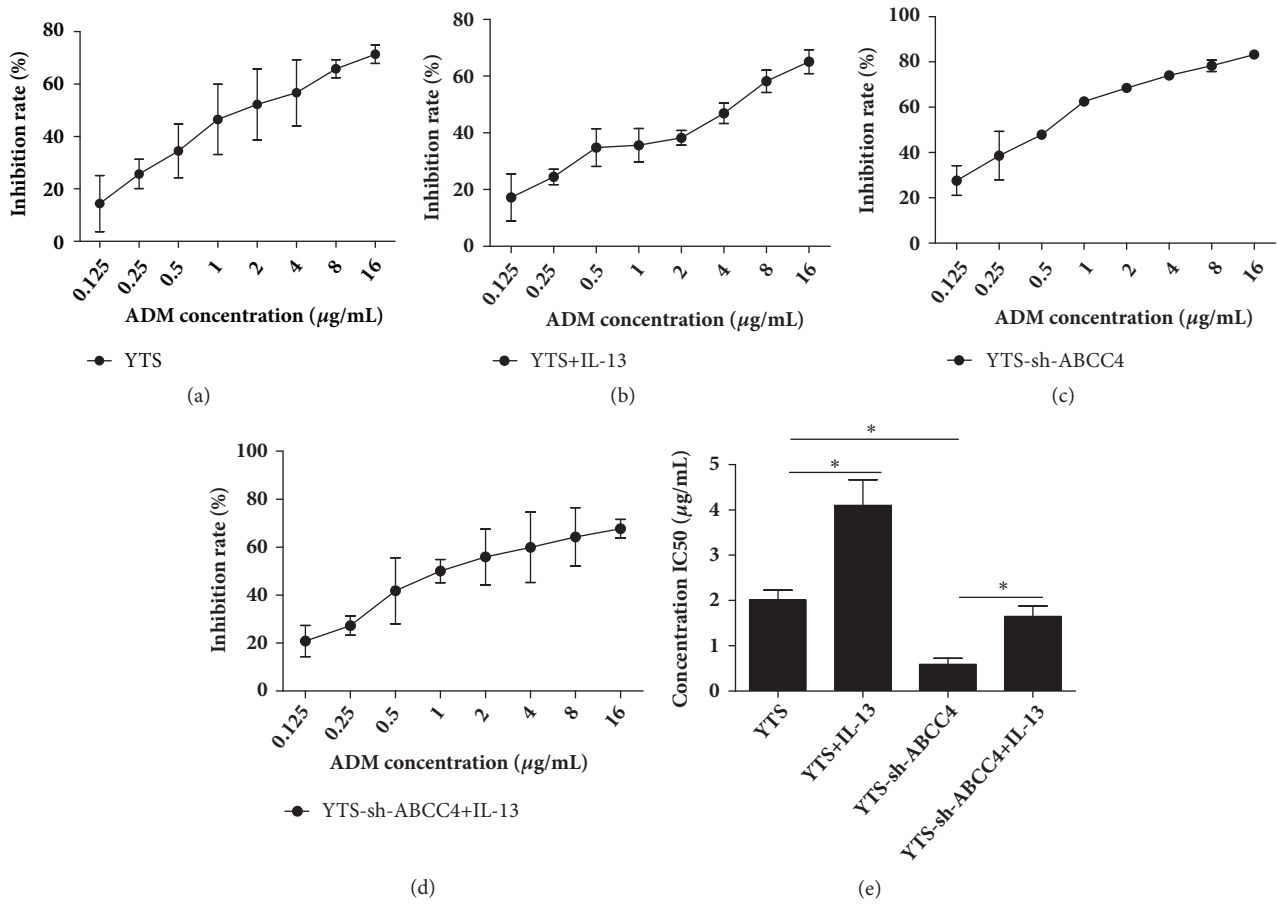 80
60
40
20
0
Inhibition rate (%)
0.125
0.25
0.5
1
2
4
8
16
ADM concentration (μg/mL)
YTS
(a)
80
60
40
20
0
Inhibition rate (%)
0.125
0.25
0.5
1
2
4
8
16
ADM concentration (μg/mL)
YTS+IL-13
(b)
100
80
60
40
20
0
Inhibition rate (%)
0.125
0.25
0.5
1
2
4
8
16
ADM concentration (μg/mL)
YTS-sh-ABCC4
(c)
100
80
60
40
20
0
Inhibition rate (%)
0.125
0.25
0.5
1
2
4
8
16
ADM concentration (μg/mL)
YTS-sh-ABCC4+IL-13
(d)
*
*
*
5
4
3
2
1
0
Concentration IC50 (μg/mL)
YTS
YTS+IL-13
YTS-sh-ABCC4
YTS-sh-ABCC4+IL-13
(e)